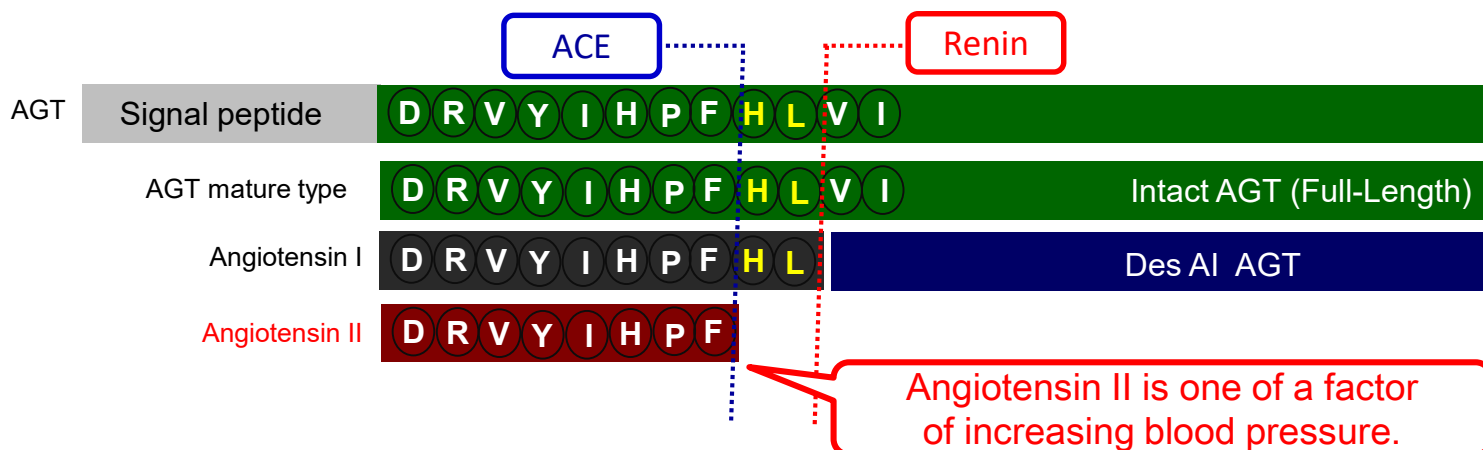 ACE
Renin
AGT
Signal peptide
D R V Y I H P F H L V I
AGT mature type
D R V Y I H P F H L V I
Intact AGT (Full-Length)
Angiotensin I
D R V Y I H P F H L
Des AI AGT
Angiotensin II
D R V Y I H P F
Angiotensin II is one of a factor
of increasing blood pressure.